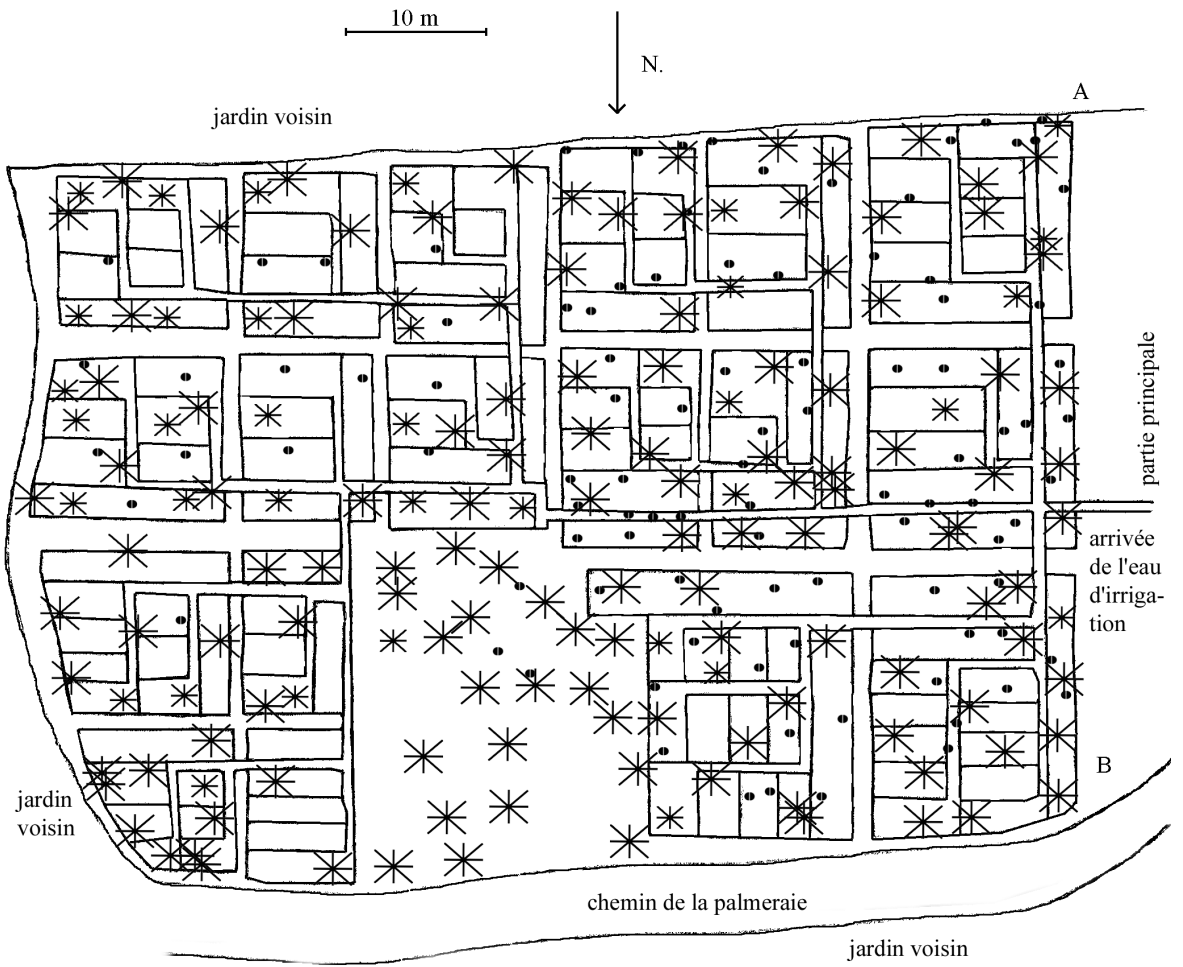 10 m
N.
A
jardin voisin
partie principale
arrivée
de l'eau
d'irriga-
tion
B
jardin
voisin
chemin de la palmeraie
jardin voisin